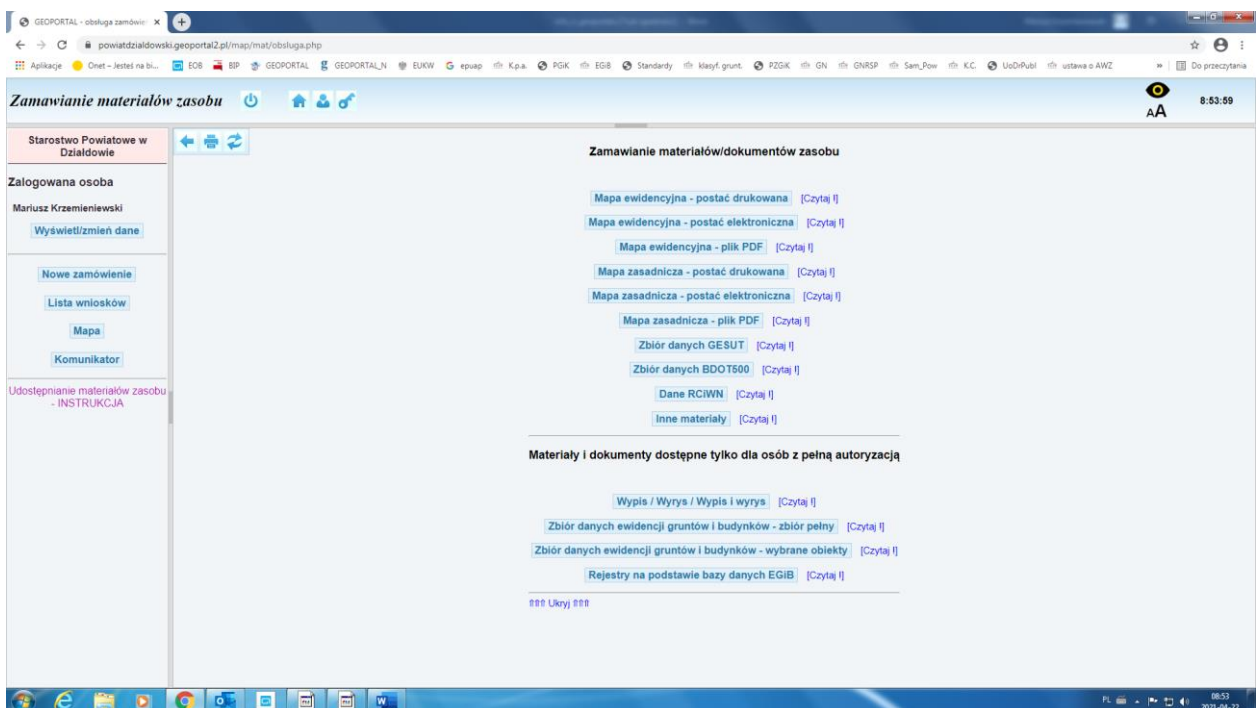 GEOPORTAL - obsługa zamówie
powiatdzialdowski.geoportal2.pl/map/mat/obsluga.php
Aplikacje Onet – Jesteś na bi... EOB BIP GEOPORTAL GEOPORTAL_N EUKW epuap K.p.a. PGiK EGiB Standardy klasyf. grunt. PZGiK GN GNRSP Sam_Pow K.C. UoDrPubl ustawa o AWZ » Do przeczytania
Zamawianie materiałów zasobu
AA
8:53:59
Starostwo Powiatowe w
Działdowie
Zalogowana osoba
Mariusz Krzemieniewski
Wyświetl/zmień dane
Nowe zamówienie
Lista wniosków
Mapa
Komunikator
Udostępnianie materiałów zasobu
- INSTRUKCJA
Zamawianie materiałów/dokumentów zasobu
Mapa ewidencyjna - postać drukowana [Czytaj !]
Mapa ewidencyjna - postać elektroniczna [Czytaj !]
Mapa ewidencyjna - plik PDF [Czytaj !]
Mapa zasadnicza - postać drukowana [Czytaj !]
Mapa zasadnicza - postać elektroniczna [Czytaj !]
Mapa zasadnicza - plik PDF [Czytaj !]
Zbiór danych GESUT [Czytaj !]
Zbiór danych BDOT500 [Czytaj !]
Dane RCiWN [Czytaj !]
Inne materiały [Czytaj !]
Materiały i dokumenty dostępne tylko dla osób z pełną autoryzacją
Wypis / Wyrys / Wypis i wyrys [Czytaj !]
Zbiór danych ewidencji gruntów i budynków - zbiór pełny [Czytaj !]
Zbiór danych ewidencji gruntów i budynków - wybrane obiekty [Czytaj !]
Rejestry na podstawie bazy danych EGiB [Czytaj !]
⇑⇑⇑ Ukryj ⇑⇑⇑
PL
08:53
2021-04-22